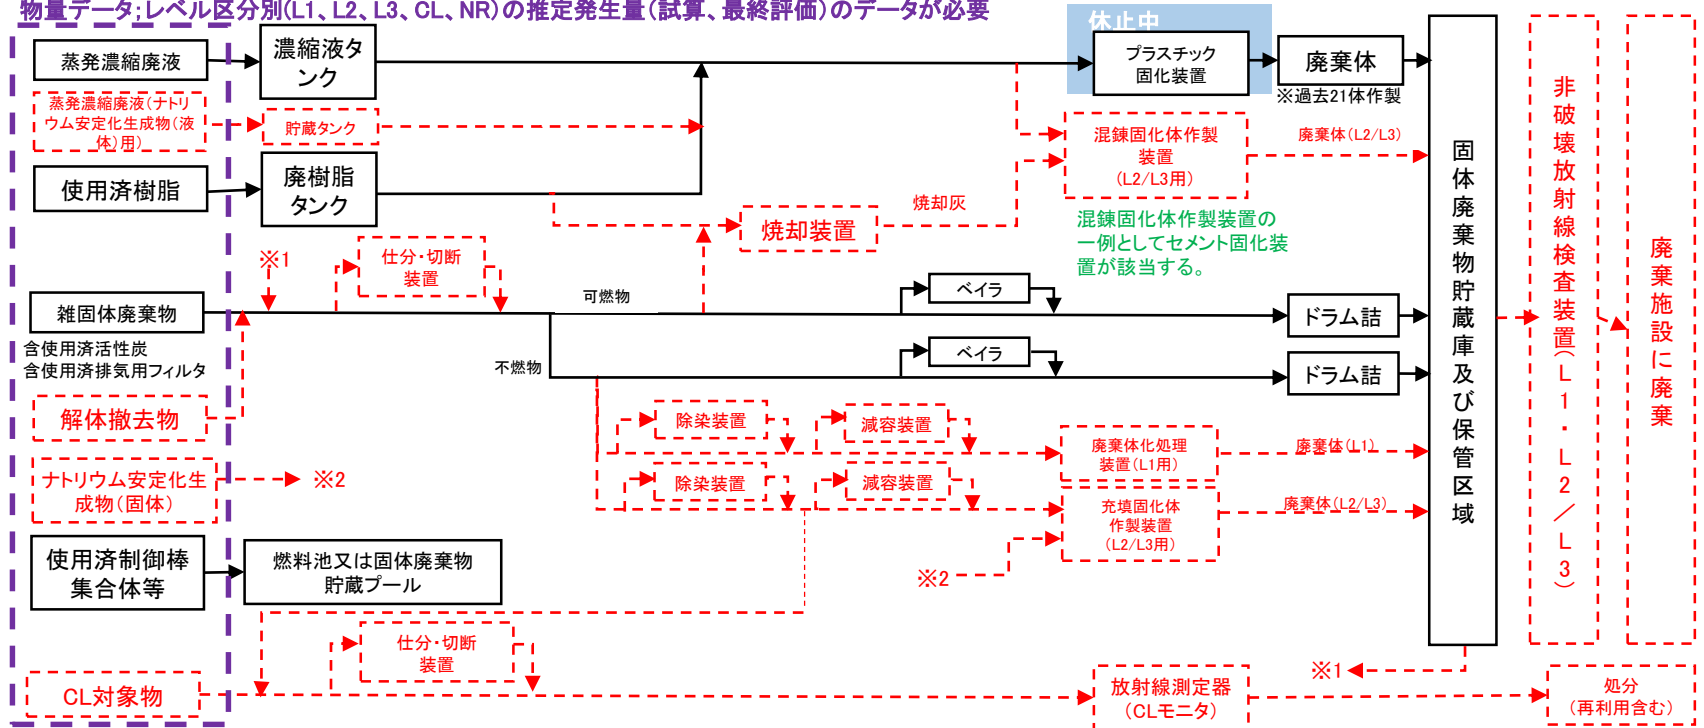 物量データ;レベル区分別(L1、L2、L3、CL、NR)の推定発生量(試算、最終評価)のデータが必要
休止中
蒸発濃縮廃液
濃縮液タ
ンク
プラスチック
固化装置
廃棄体
※過去21体作製
蒸発濃縮廃液(ナトリ
ウム安定化生成物(液
体)用)
貯蔵タンク
混錬固化体作製
装置
(L2/L3用)
廃棄体(L2/L3)
使用済樹脂
廃樹脂
タンク
焼却装置
焼却灰
混錬固化体作製装置の
一例としてセメント固化装
置が該当する。
※1
仕分・切断
装置
雑固体廃棄物
含使用済活性炭
含使用済排気用フィルタ
可燃物
ベイラ
ドラム詰
不燃物
ベイラ
ドラム詰
解体撤去物
除染装置
減容装置
廃棄体化処理
装置(L1用)
廃棄体(L1)
ナトリウム安定化生
成物(固体)
※2
除染装置
減容装置
充填固化体
作製装置
(L2/L3用)
廃棄体(L2/L3)
※2
使用済制御棒
集合体等
燃料池又は固体廃棄物
貯蔵プール
固体廃棄物貯蔵庫及び保管区域
非破壊放射線検査装置(L1・L2/L3)
廃棄施設に廃棄
仕分・切断
装置
※1
CL対象物
放射線測定器
(CLモニタ)
処分
(再利用含む)